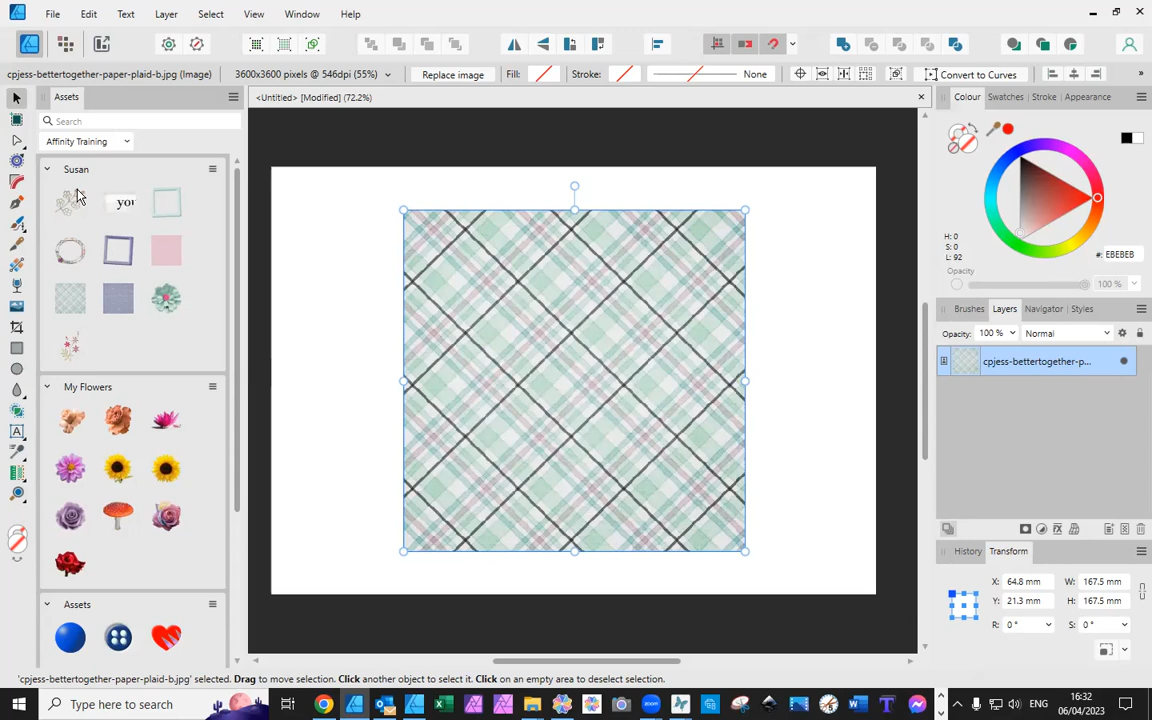 File Edit Text Layer Select View Window Help
cpjess-bettertogether-paper-plaid-b.jpg (Image) 3600x3600 pixels @ 546dpi (55%) Replace image Fill: Stroke: None Convert to Curves
Assets
<Untitled> [Modified] (72.2%)
Colour Swatches Stroke Appearance
Search
Affinity Training
Susan
you
H: 0
S: 0
L: 92
#: EBEBEB
Opacity
100 %
Brushes Layers Navigator Styles
Opacity: 100 % Normal
cpjess-bettertogether-p...
My Flowers
History Transform
X: 64.8 mm W: 167.5 mm
Y: 21.3 mm H: 167.5 mm
R: 0 ° S: 0 °
Assets
'cpjess-bettertogether-paper-plaid-b.jpg' selected. Drag to move selection. Click another object to select it. Click on an empty area to deselect selection.
Type here to search
ENG
16:32
06/04/2023